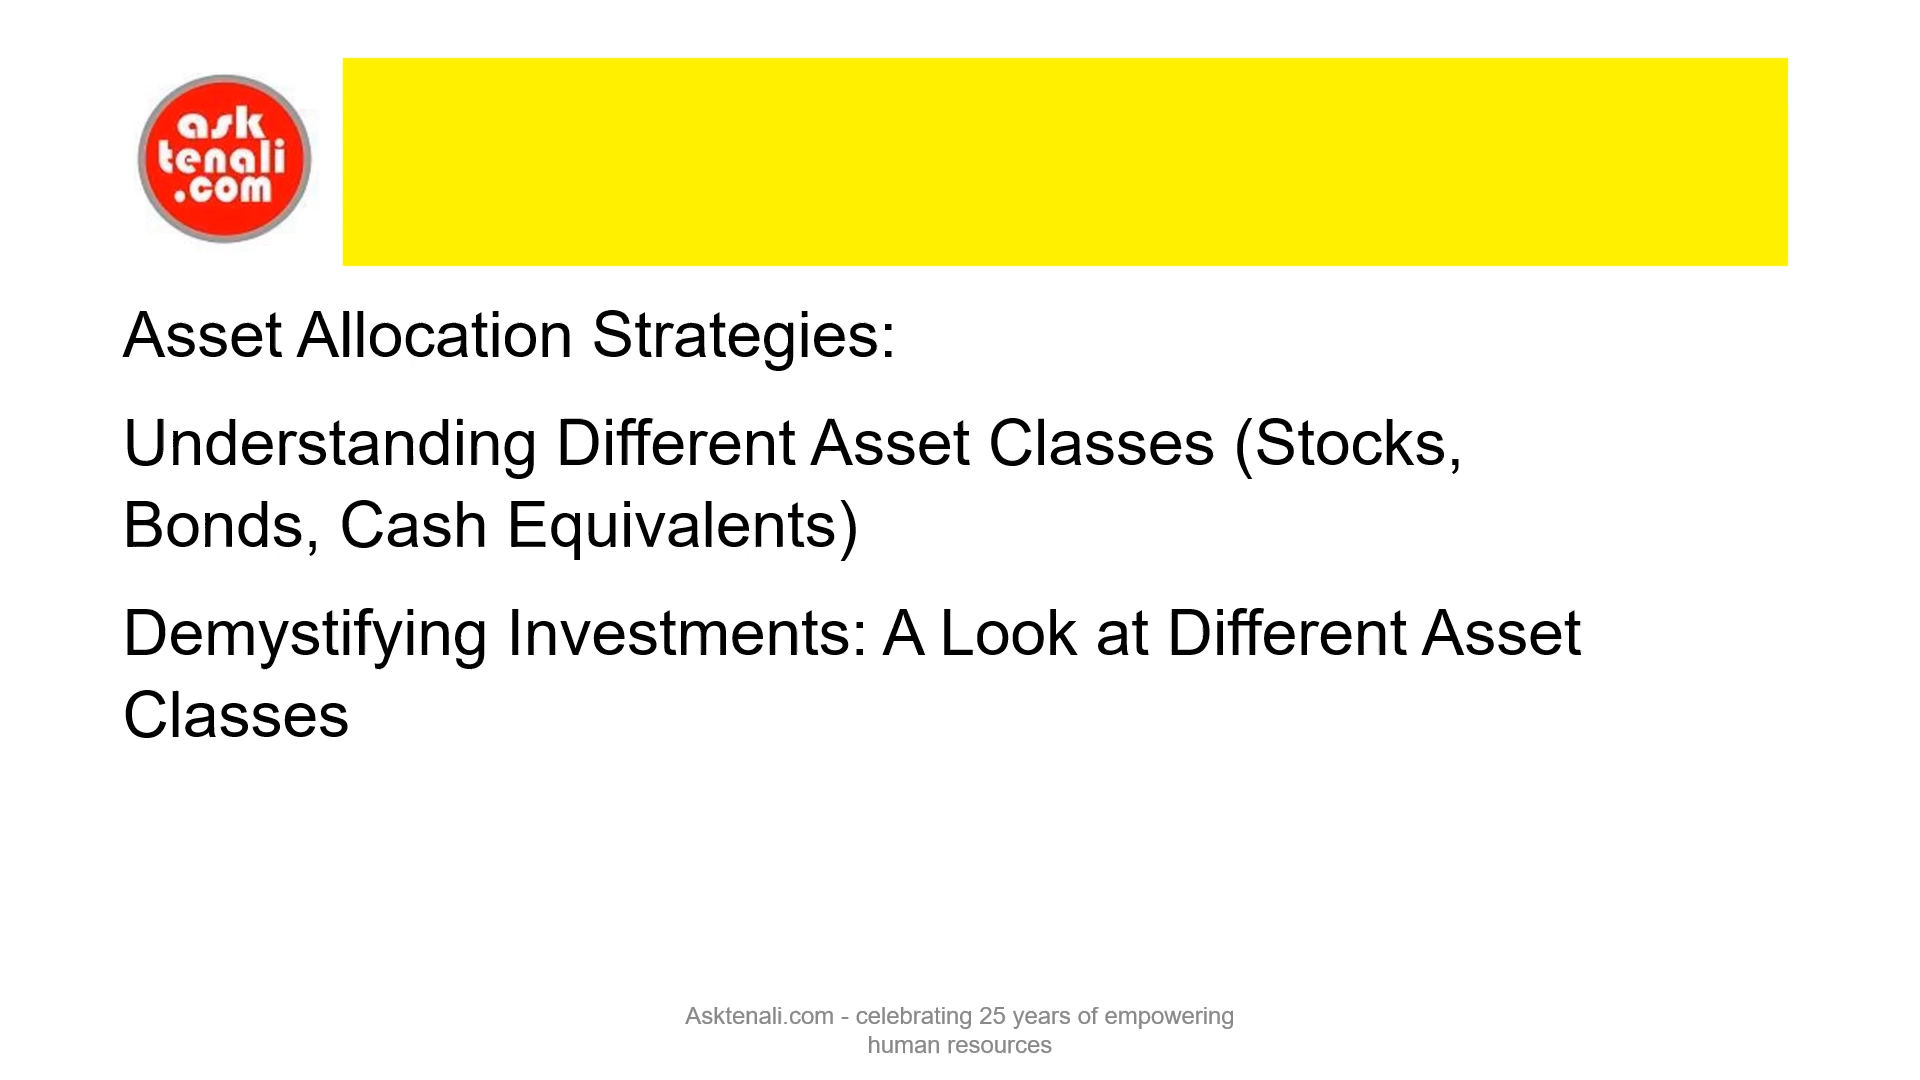 ask
tenali
.com
Asset Allocation Strategies:
Understanding Different Asset Classes (Stocks,
Bonds, Cash Equivalents)
Demystifying Investments: A Look at Different Asset
Classes
Asktenali.com - celebrating 25 years of empowering
human resources